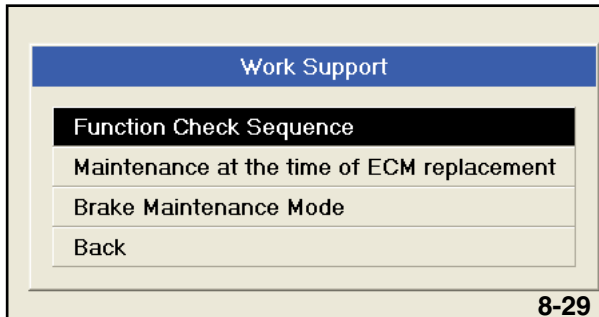 Work Support
Function Check Sequence
Maintenance at the time of ECM replacement
Brake Maintenance Mode
Back
8-29